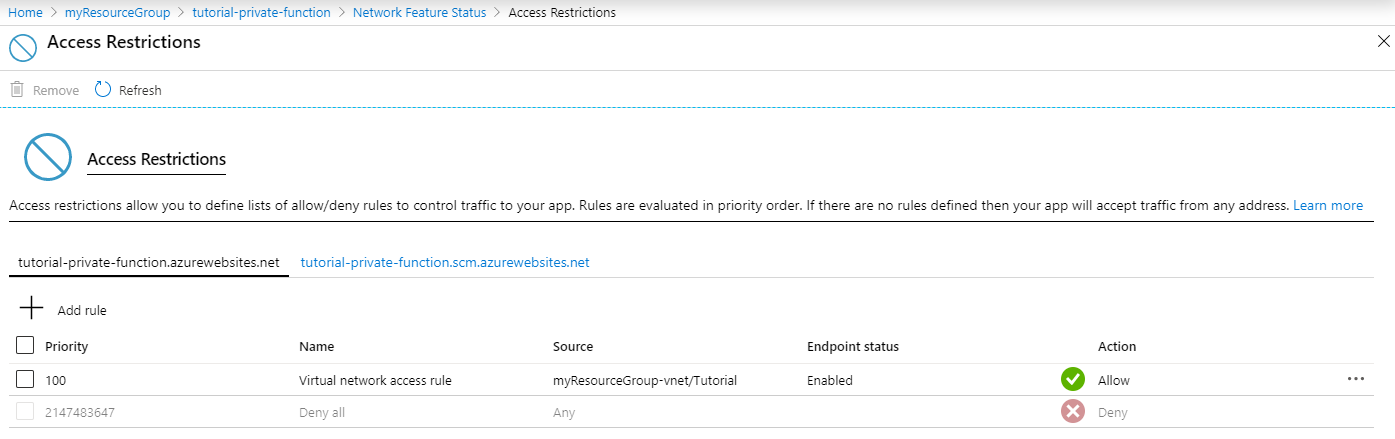 Home > myResourceGroup > tutorial-private-function > Network Feature Status > Access Restrictions
Access Restrictions
Remove Refresh
Access Restrictions
Access restrictions allow you to define lists of allow/deny rules to control traffic to your app. Rules are evaluated in priority order. If there are no rules defined then your app will accept traffic from any address. Learn more
tutorial-private-function.azurewebsites.net tutorial-private-function.scm.azurewebsites.net
Add rule
Priority Name Source Endpoint status Action
100 Virtual network access rule myResourceGroup-vnet/Tutorial Enabled Allow
2147483647 Deny all Any Deny